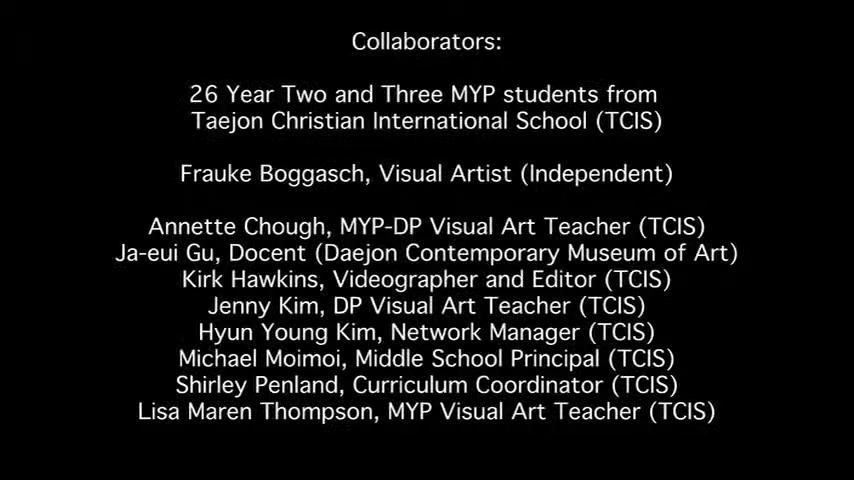 Collaborators:
26 Year Two and Three MYP students from
Taejon Christian International School (TCIS)
Frauke Boggasch, Visual Artist (Independent)
Annette Chough, MYP-DP Visual Art Teacher (TCIS)
Ja-eui Gu, Docent (Daejon Contemporary Museum of Art)
Kirk Hawkins, Videographer and Editor (TCIS)
Jenny Kim, DP Visual Art Teacher (TCIS)
Hyun Young Kim, Network Manager (TCIS)
Michael Moimoi, Middle School Principal (TCIS)
Shirley Penland, Curriculum Coordinator (TCIS)
Lisa Maren Thompson, MYP Visual Art Teacher (TCIS)